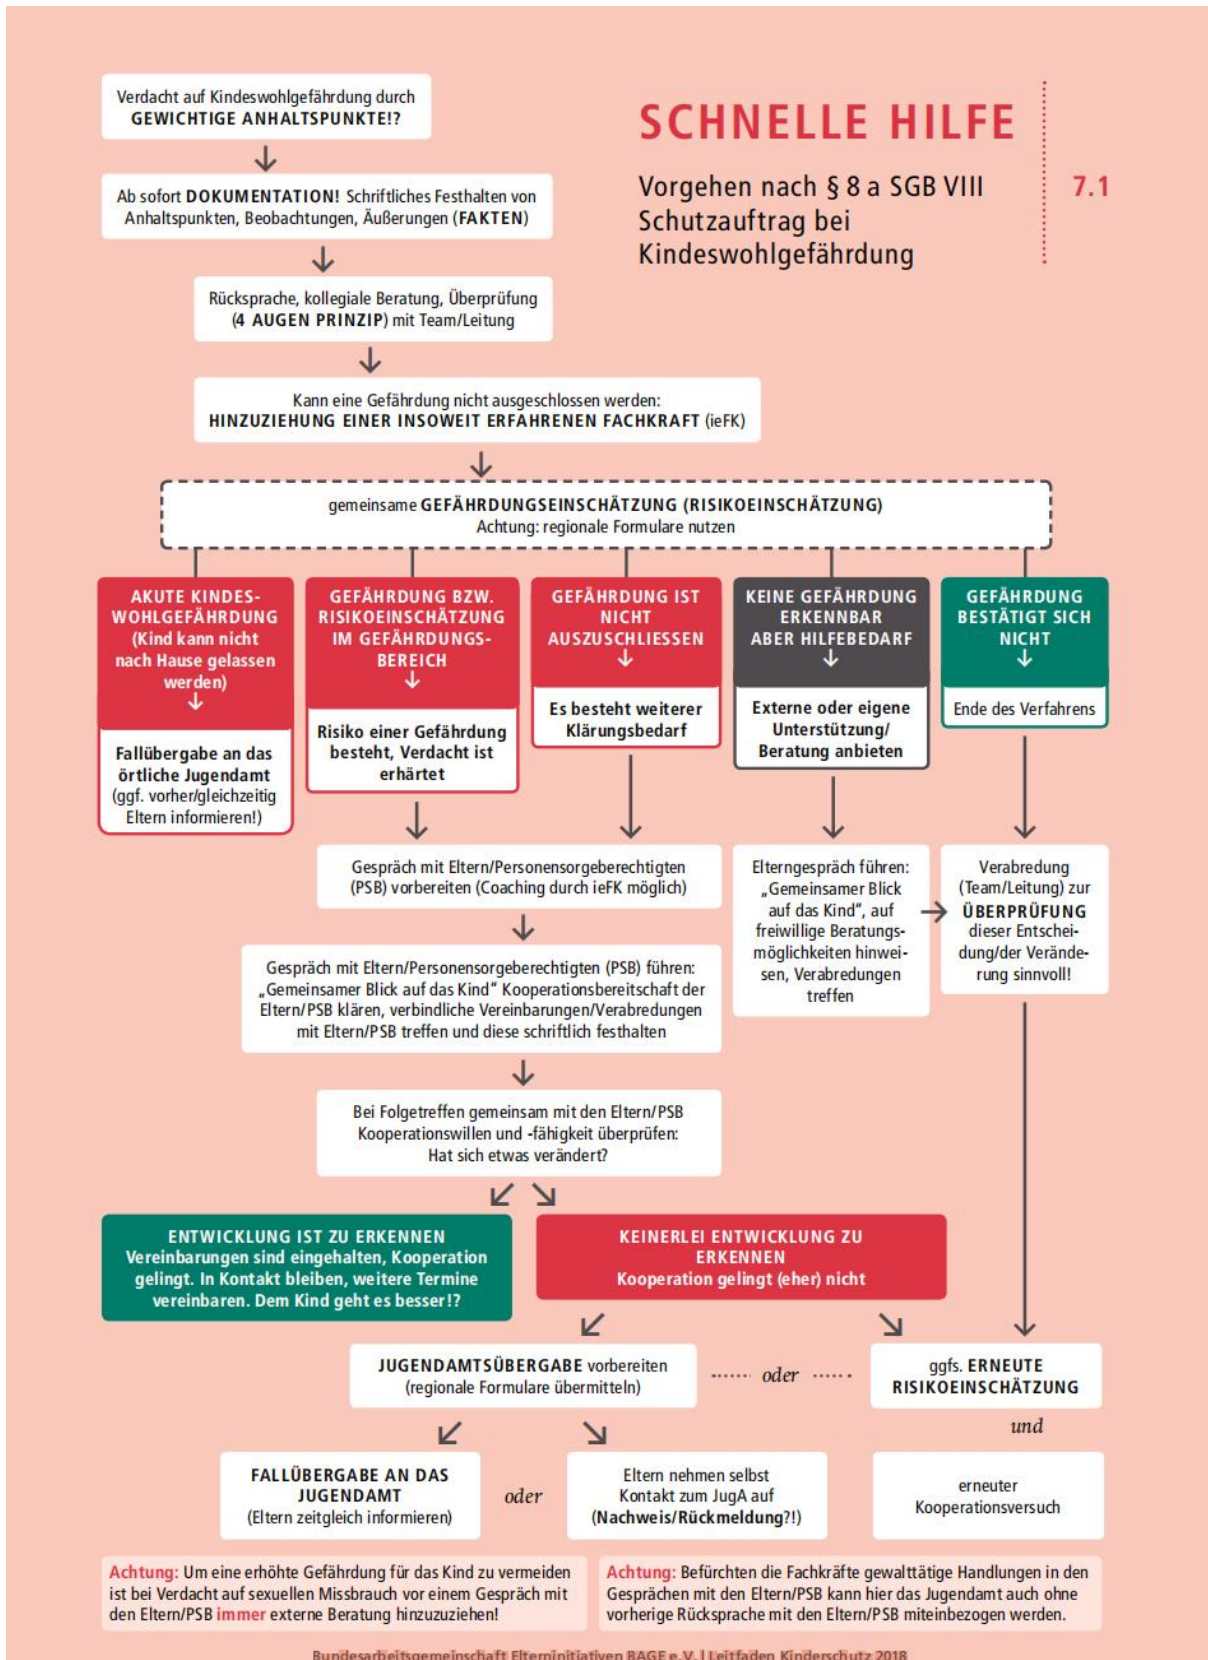 Verdacht auf Kindeswohlgefährdung durch
GEWICHTIGE ANHALTSPUNKTE!?
SCHNELLE HILFE
Vorgehen nach § 8 a SGB VIII
Schutzauftrag bei
Kindeswohlgefährdung
7.1
Ab sofort DOKUMENTATION! Schriftliches Festhalten von
Anhaltspunkten, Beobachtungen, Äußerungen (FAKTEN)
Rücksprache, kollegiale Beratung, Überprüfung
(4 AUGEN PRINZIP) mit Team/Leitung
Kann eine Gefährdung nicht ausgeschlossen werden:
HINZUZIEHUNG EINER INSOWEIT ERFAHRENEN FACHKRAFT (ieFK)
gemeinsame GEFÄHRDUNGSEINSCHÄTZUNG (RISIKOEINSCHÄTZUNG)
Achtung: regionale Formulare nutzen
AKUTE KINDES-
WOHLGEFÄHRDUNG
(Kind kann nicht
nach Hause gelassen
werden)
Fallübergabe an das
örtliche Jugendamt
(ggf. vorher/gleichzeitig
Eltern informieren!)
GEFÄHRDUNG BZW.
RISIKOEINSCHÄTZUNG
IM GEFÄHRDUNGS-
BEREICH
Risiko einer Gefährdung
besteht, Verdacht ist
erhärtet
GEFÄHRDUNG IST
NICHT
AUSZUSCHLIESSEN
Es besteht weiterer
Klärungsbedarf
KEINE GEFÄHRDUNG
ERKENNBAR
ABER HILFEBEDARF
Externe oder eigene
Unterstützung/
Beratung anbieten
GEFÄHRDUNG
BESTÄTIGT SICH
NICHT
Ende des Verfahrens
Gespräch mit Eltern/Personensorgeberechtigten
(PSB) vorbereiten (Coaching durch ieFK möglich)
Elterngespräch führen:
„Gemeinsamer Blick
auf das Kind“, auf
freiwillige Beratungs-
möglichkeiten hinwei-
sen, Verabredungen
treffen
Verabredung
(Team/Leitung) zur
ÜBERPRÜFUNG
dieser Entschei-
dung/der Verände-
rung sinnvoll!
Gespräch mit Eltern/Personensorgeberechtigten (PSB) führen:
„Gemeinsamer Blick auf das Kind“ Kooperationsbereitschaft der
Eltern/PSB klären, verbindliche Vereinbarungen/Verabredungen
mit Eltern/PSB treffen und diese schriftlich festhalten
Bei Folgetreffen gemeinsam mit den Eltern/PSB
Kooperationswillen und -fähigkeit überprüfen:
Hat sich etwas verändert?
ENTWICKLUNG IST ZU ERKENNEN
Vereinbarungen sind eingehalten, Kooperation
gelingt. In Kontakt bleiben, weitere Termine
vereinbaren. Dem Kind geht es besser!?
KEINERLEI ENTWICKLUNG ZU
ERKENNEN
Kooperation gelingt (eher) nicht
JUGENDAMTSÜBERGABE vorbereiten
(regionale Formulare übermitteln)
oder
ggfs. ERNEUTE
RISIKOEINSCHÄTZUNG
und
FALLÜBERGABE AN DAS
JUGENDAMT
(Eltern zeitgleich informieren)
oder
Eltern nehmen selbst
Kontakt zum JugA auf
(Nachweis/Rückmeldung?!)
erneuter
Kooperationsversuch
Achtung: Um eine erhöhte Gefährdung für das Kind zu vermeiden
ist bei Verdacht auf sexuellen Missbrauch vor einem Gespräch mit
den Eltern/PSB immer externe Beratung hinzuzuziehen!
Achtung: Befürchten die Fachkräfte gewalttätige Handlungen in den
Gesprächen mit den Eltern/PSB kann hier das Jugendamt auch ohne
vorherige Rücksprache mit den Eltern/PSB miteinbezogen werden.
Bundesarbeitsgemeinschaft Elterninitiativen BAGE e.V. | Leitfaden Kinderschutz 2018